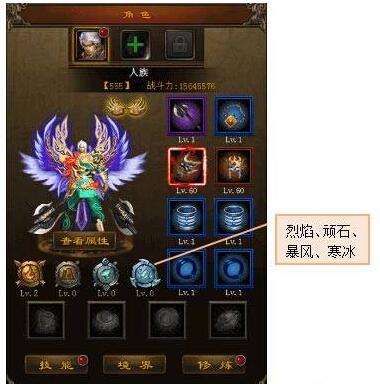 角色
人族
【555】 战斗力:15645576
Lv.1
Lv.1
Lv.60
Lv.60
Lv.1
Lv.1
查看属性
烈焰、顽石、
暴风、寒冰
Lv.2
Lv.0
Lv.0
Lv.0
Lv.1
Lv.1
技能
境界
修炼